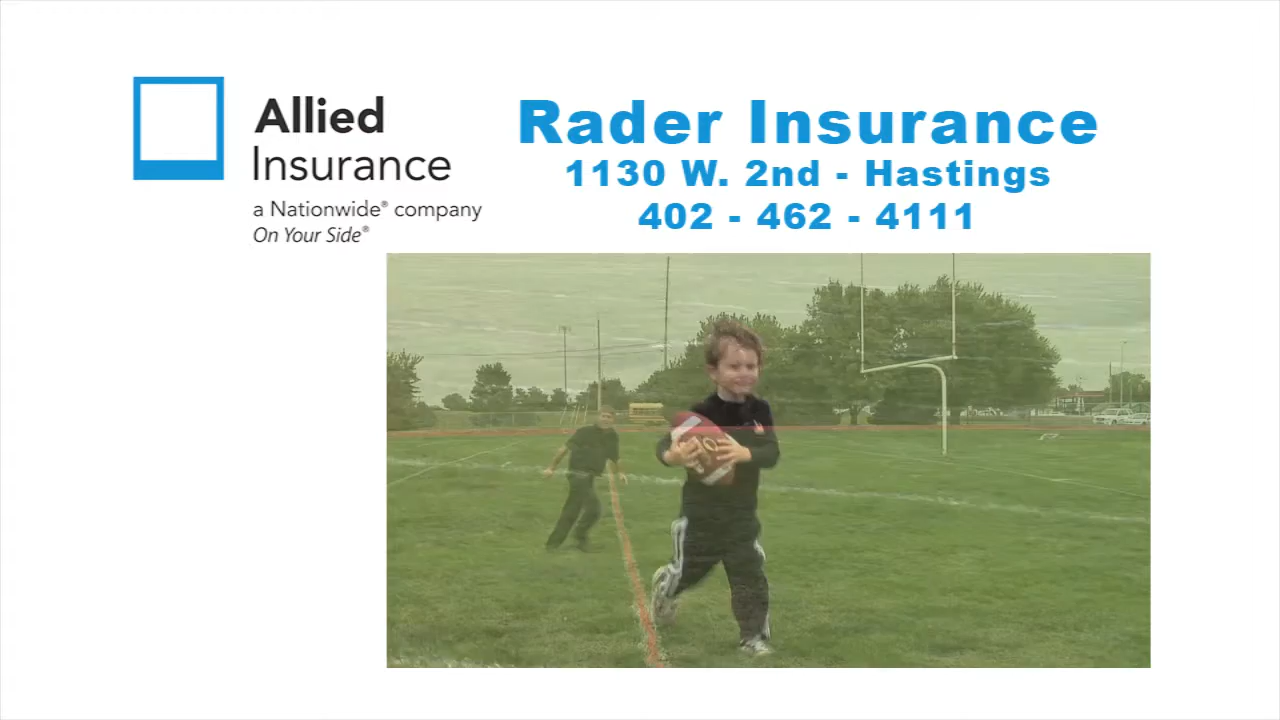 Allied
Insurance
a Nationwide® company
On Your Side®
Rader Insurance
1130 W. 2nd - Hastings
402 - 462 - 4111